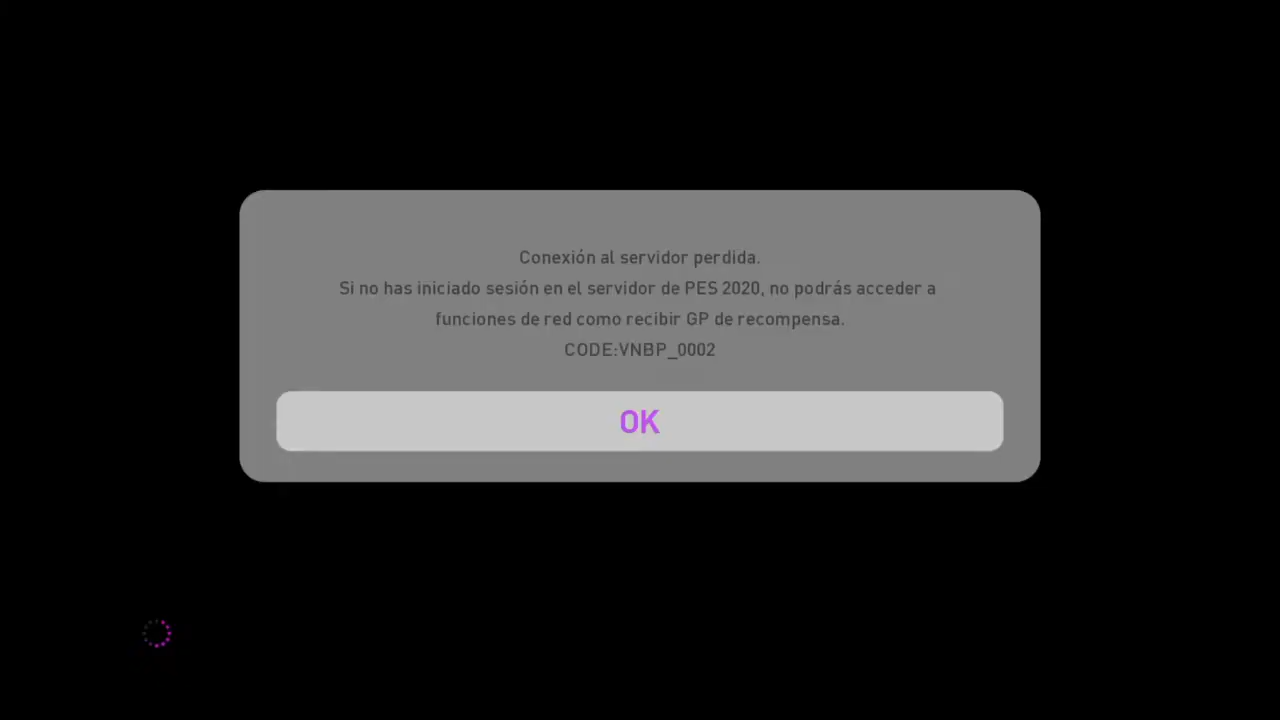 Conexión al servidor perdida.
Si no has iniciado sesión en el servidor de PES 2020, no podrás acceder a
funciones de red como recibir GP de recompensa.
CODE:VNBP_0002
OK